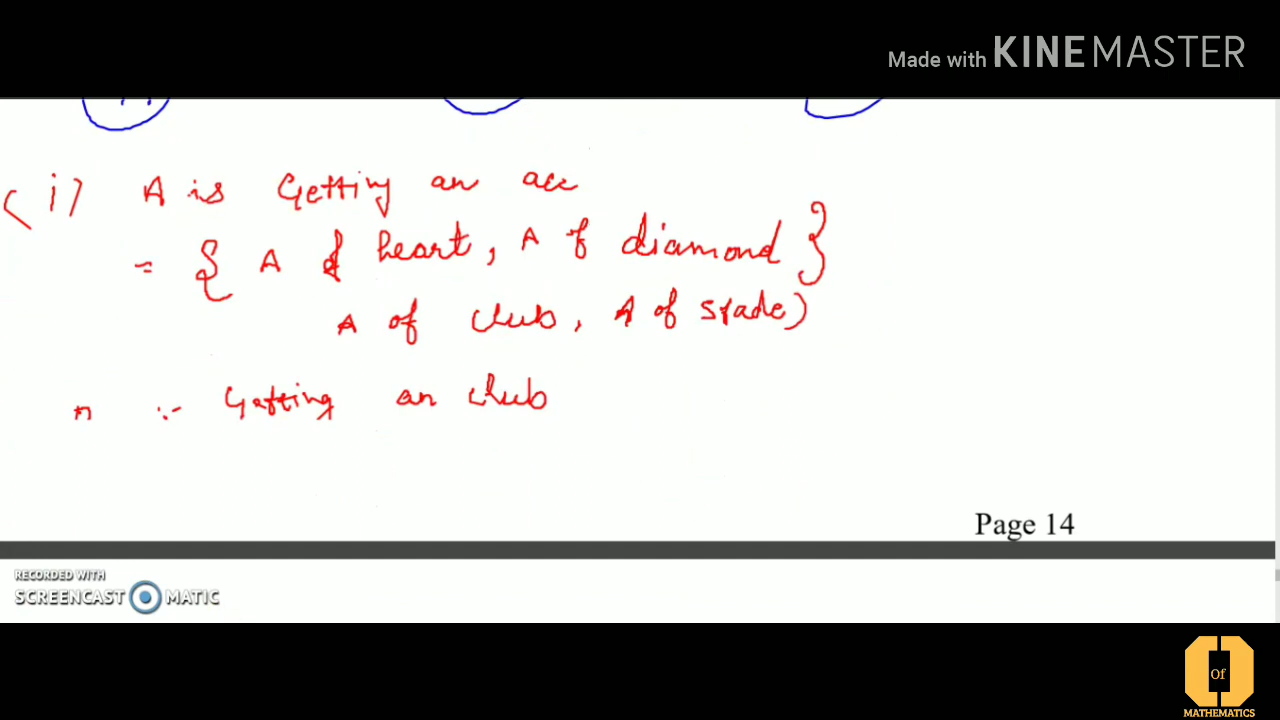 Made with KINEMASTER
(i) A is Getting an ace
= { A of heart, A of diamond }
A of club, A of spade)
:- Getting an club
Page 14
RECORDED WITH
SCREENCAST MATIC
Of
MATHEMATICS